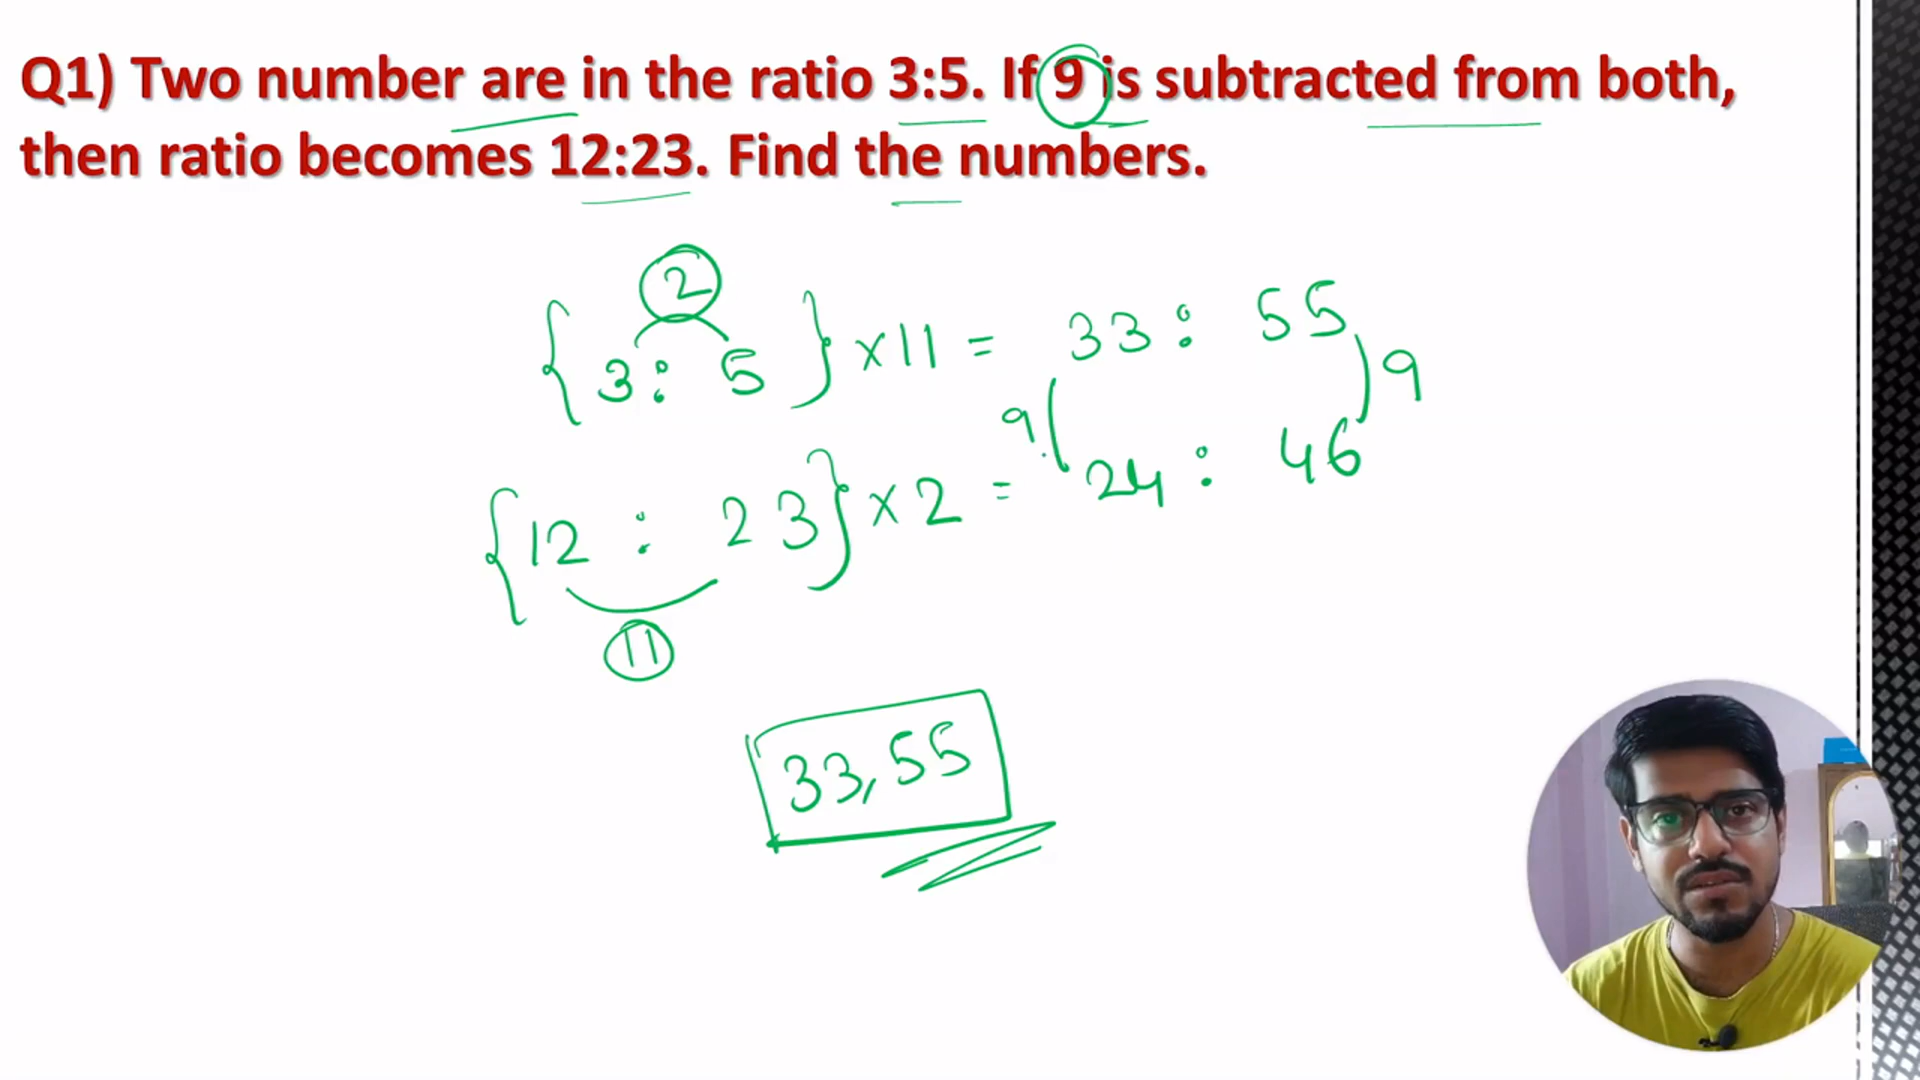 Q1) Two number are in the ratio 3:5. If 9 is subtracted from both,
then ratio becomes 12:23. Find the numbers.
2
{3 : 5} x 11 = 33 : 55
9 9
{12 : 23} x 2 = 24 : 46
11
33, 55